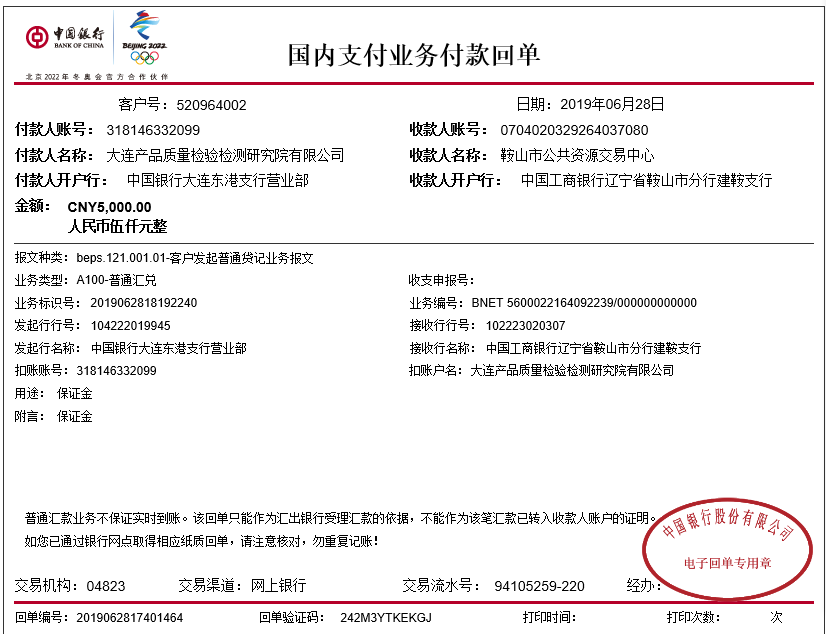 中国银行
BANK OF CHINA
BEIJING 2022
北京2022年冬奥会官方合作伙伴
国内支付业务付款回单
客户号：520964002 日期：2019年06月28日
付款人账号：318146332099 收款人账号：0704020329264037080
付款人名称：大连产品质量检验检测研究院有限公司 收款人名称：鞍山市公共资源交易中心
付款人开户行：中国银行大连东港支行营业部 收款人开户行：中国工商银行辽宁省鞍山市分行建鞍支行
金额：CNY5,000.00
人民币伍仟元整
报文种类：beps.121.001.01-客户发起普通贷记业务报文
业务类型：A100-普通汇兑 收支申报号：
业务标识号：2019062818192240 业务编号：BNET 5600022164092239/000000000000
发起行行号：104222019945 接收行行号：102223020307
发起行名称：中国银行大连东港支行营业部 接收行名称：中国工商银行辽宁省鞍山市分行建鞍支行
扣账账号：318146332099 扣账户名：大连产品质量检验检测研究院有限公司
用途：保证金
附言：保证金
普通汇款业务不保证实时到账。该回单只能作为汇出银行受理汇款的依据，不能作为该笔汇款已转入收款人账户的证明。
如您已通过银行网点取得相应纸质回单，请注意核对，勿重复记账！
中国银行股份有限公司
电子回单专用章
交易机构：04823 交易渠道：网上银行 交易流水号：94105259-220 经办：
回单编号：2019062817401464 回单验证码：242M3YTKEKGJ 打印时间： 打印次数： 次